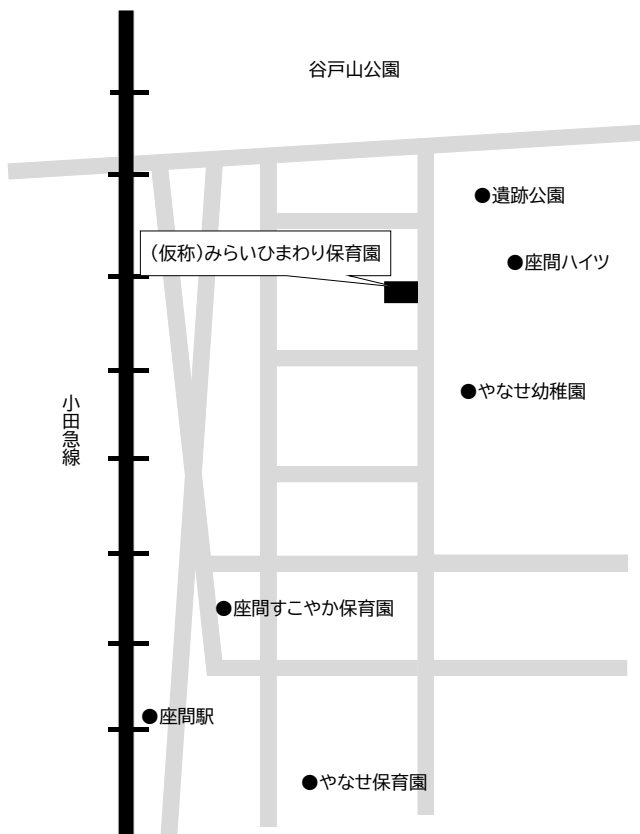 谷戸山公園
●遺跡公園
(仮称)みらいひまわり保育園
●座間ハイツ
●やなせ幼稚園
小田急線
●座間すこやか保育園
●座間駅
●やなせ保育園